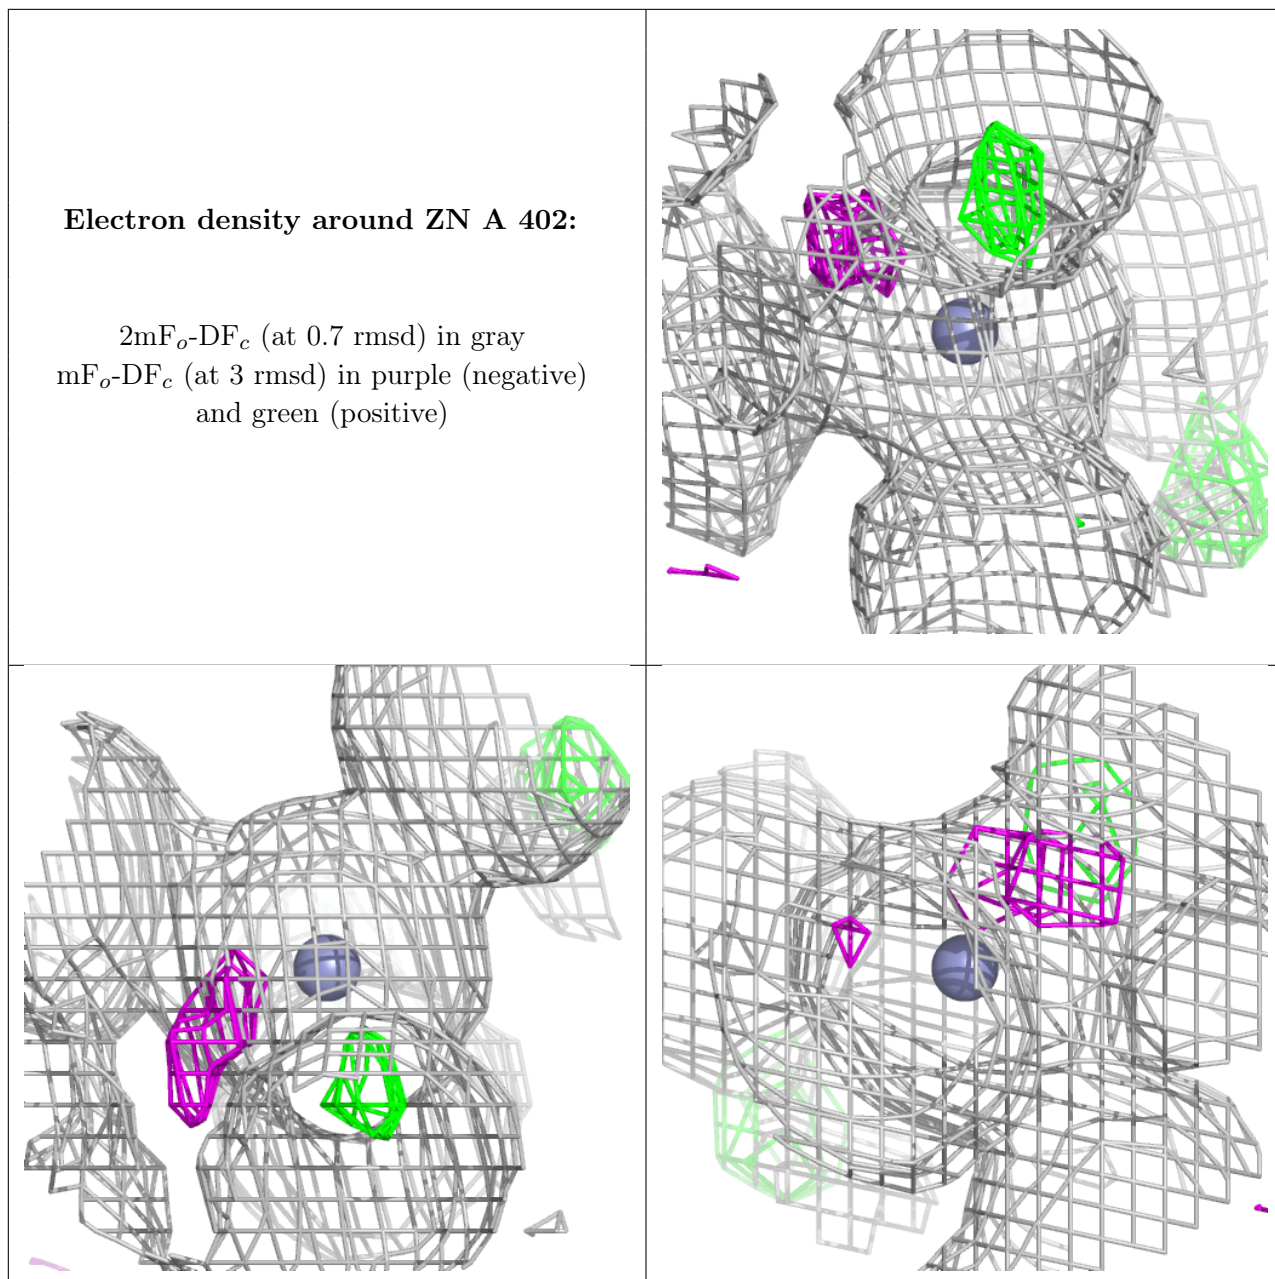 Electron density around ZN A 402:
2mFo-DFc (at 0.7 rmsd) in gray
mFo-DFc (at 3 rmsd) in purple (negative)
and green (positive)